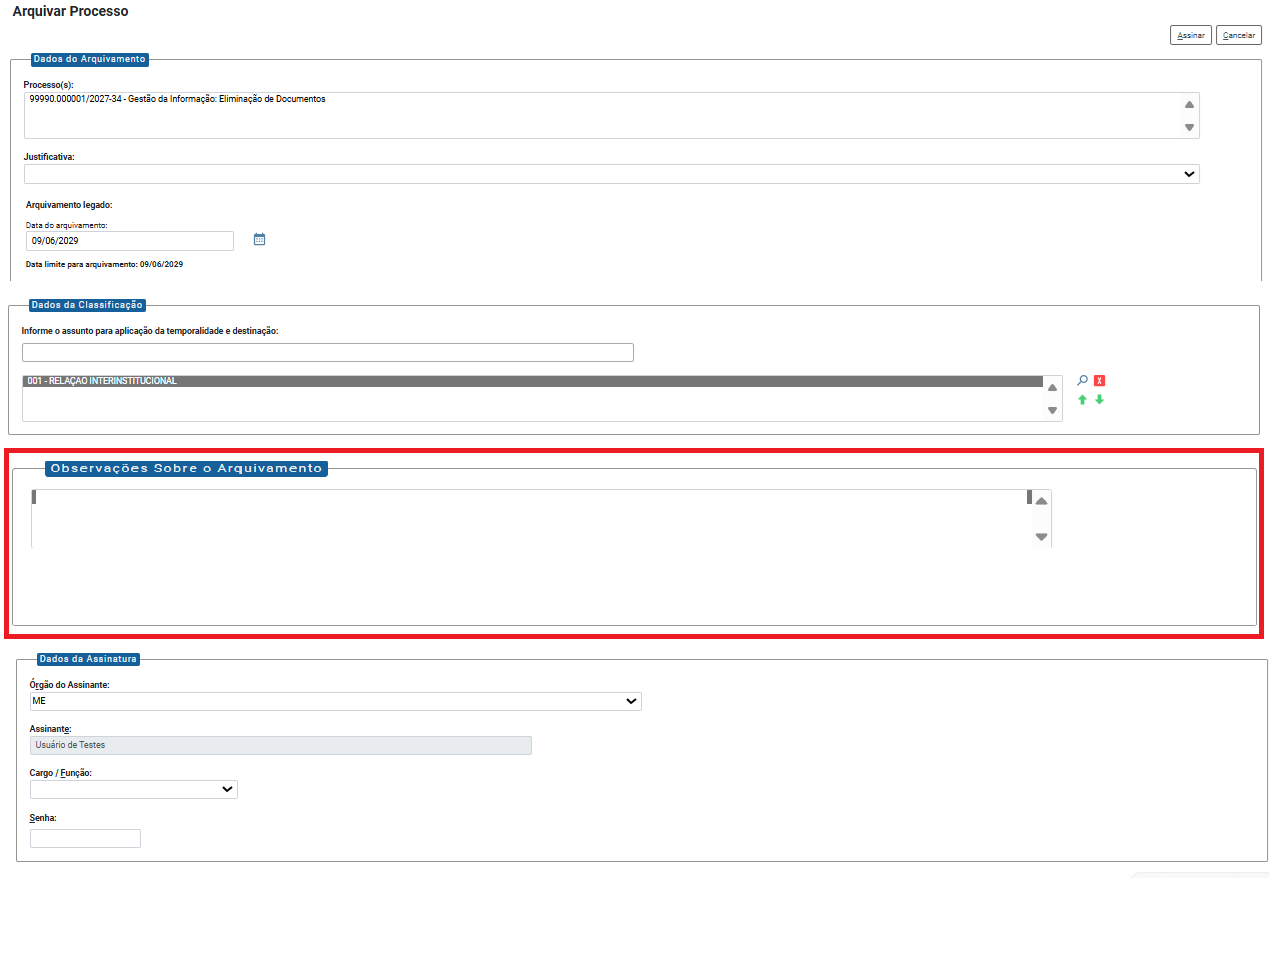 Arquivar Processo
Assinar Cancelar
Dados do Arquivamento
Processo(s):
99990.000001/2027-34 - Gestão da Informação: Eliminação de Documentos
Justificativa:
Arquivamento legado:
Data do arquivamento:
09/06/2029
Data limite para arquivamento: 09/06/2029
Dados da Classificação
Informe o assunto para aplicação da temporalidade e destinação:
001 - RELAÇÃO INTERINSTITUCIONAL
Observações Sobre o Arquivamento
Dados da Assinatura
Órgão do Assinante:
ME
Assinante:
Usuário de Testes
Cargo / Função:
Senha: